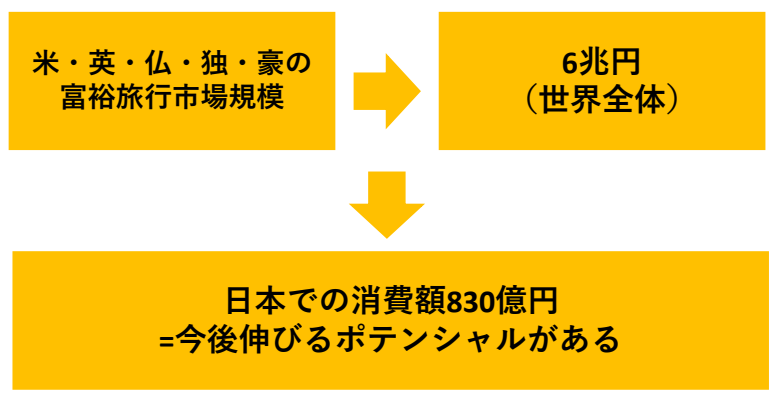 米・英・仏・独・豪の
富裕旅行市場規模
6兆円
（世界全体）
日本での消費額830億円
=今後伸びるポテンシャルがある